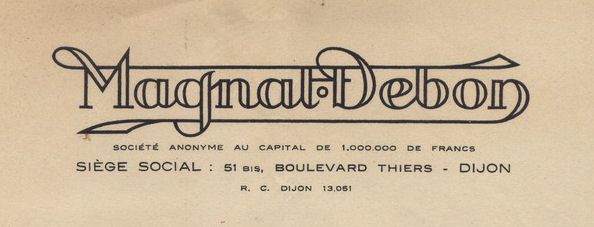 Magnat-Debon
SOCIÉTÉ ANONYME AU CAPITAL DE 1.000.000 DE FRANCS
SIÈGE SOCIAL : 51 BIS, BOULEVARD THIERS - DIJON
R. C. DIJON 13,051